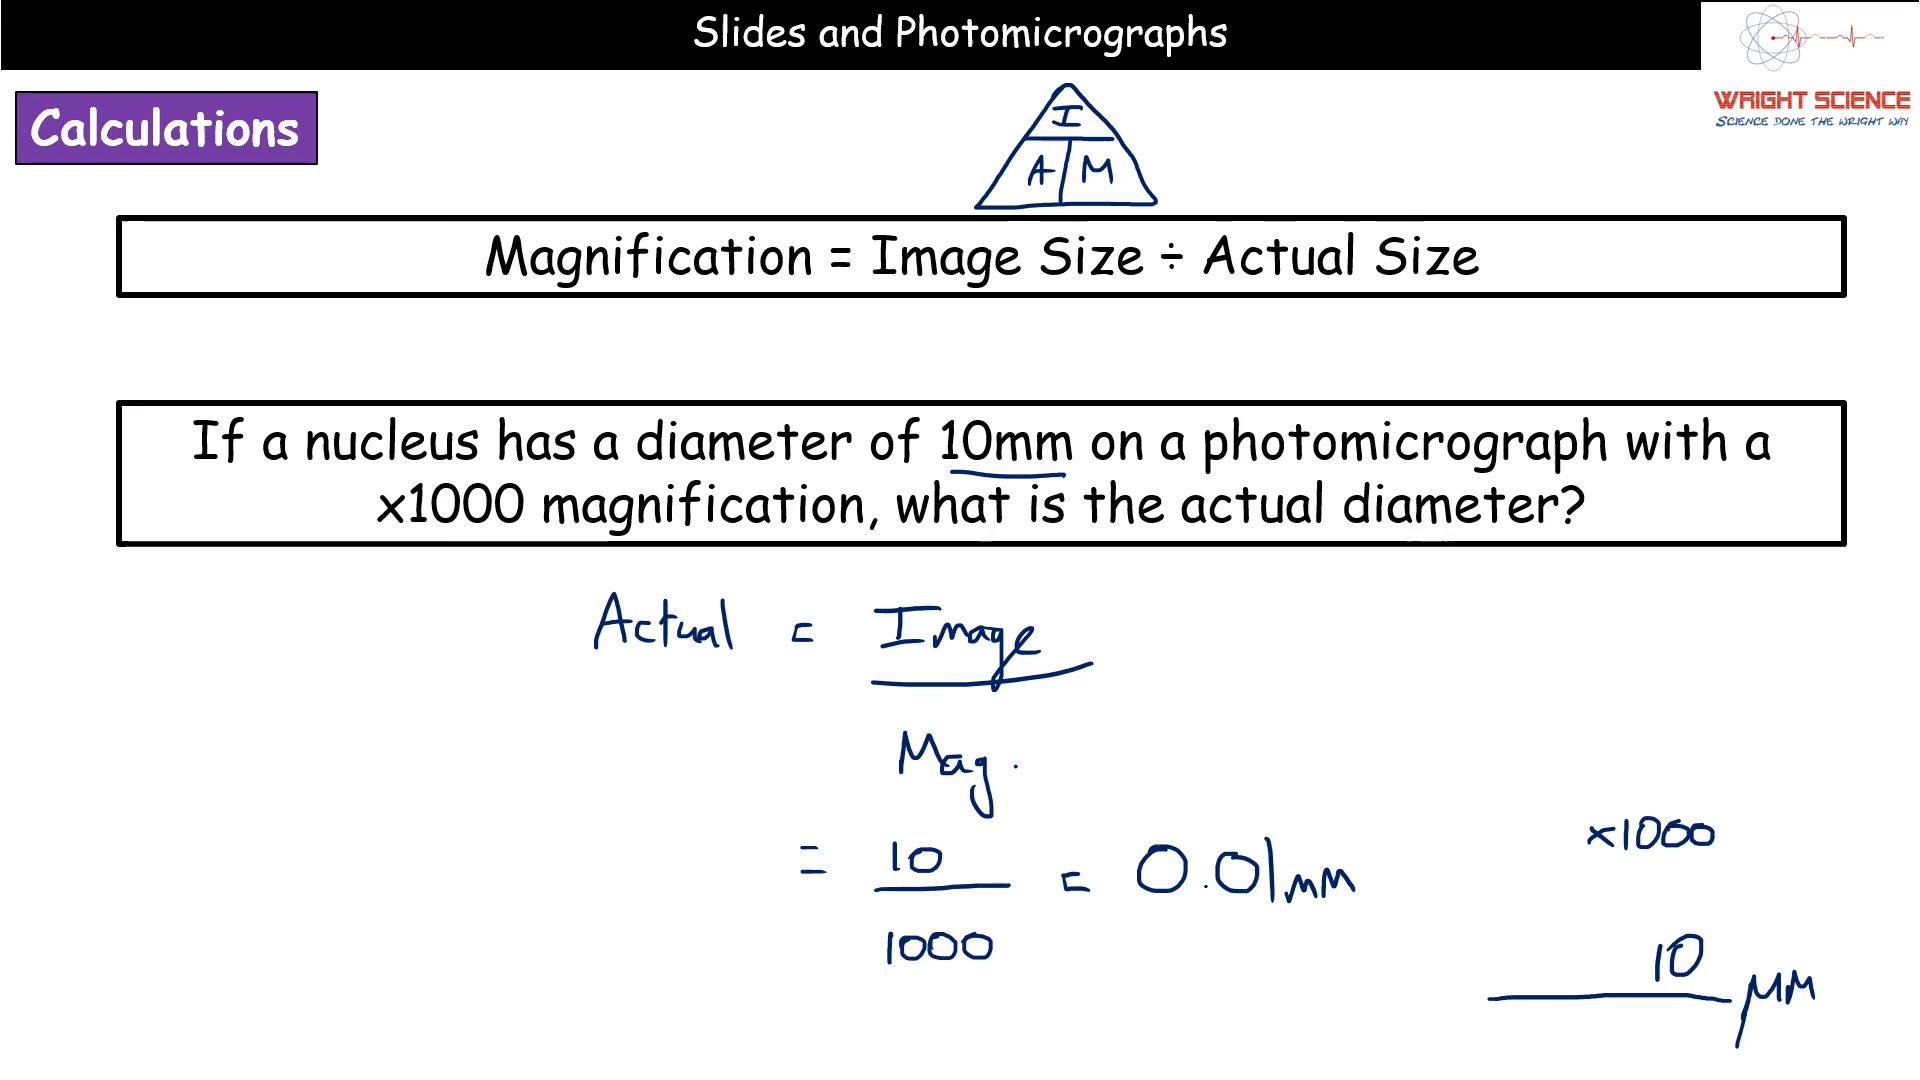 Slides and Photomicrographs
WRIGHT SCIENCE
SCIENCE DONE THE WRIGHT WAY
Calculations
I
A M
Magnification = Image Size ÷ Actual Size
If a nucleus has a diameter of 10mm on a photomicrograph with a
x1000 magnification, what is the actual diameter?
Actual = Image
Mag.
= 10 = 0.01mm
1000
x1000
10 μm